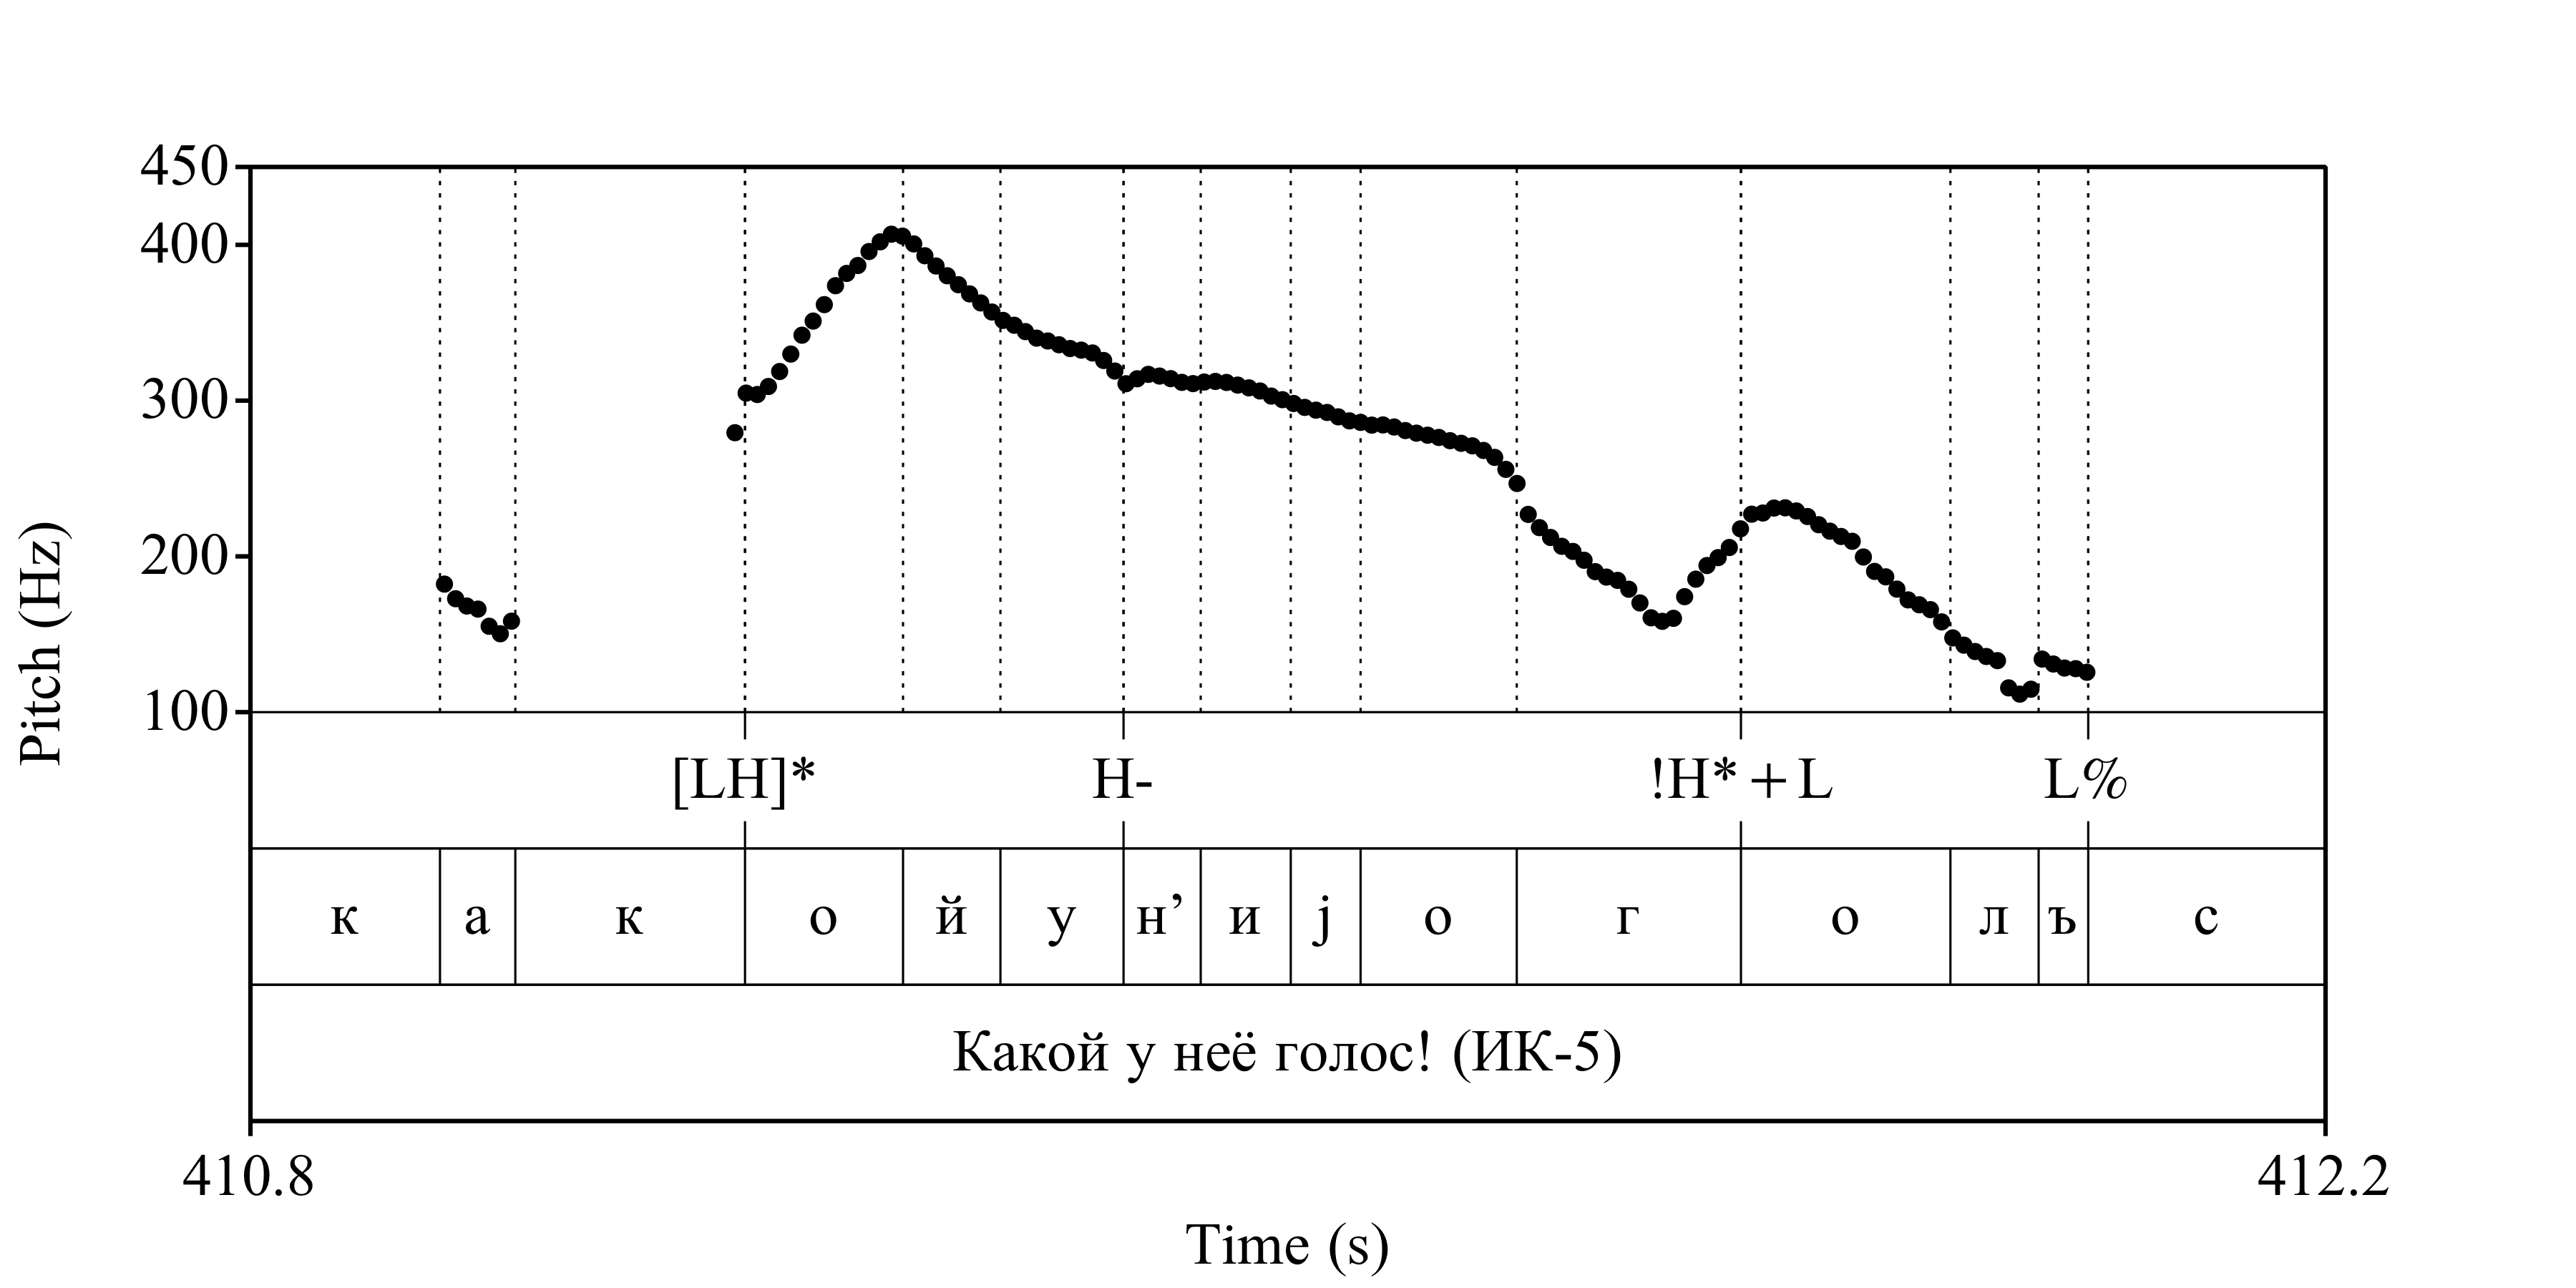 450
400
300
200
100
Pitch (Hz)
[LH]* H- !H* + L L%
к а к о й у н’ и j о г о л ъ с
Какой у неё голос! (ИК-5)
410.8 412.2
Time (s)